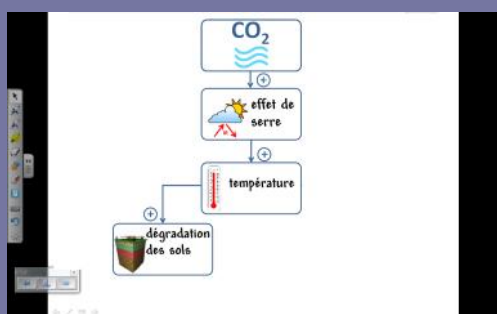 CO₂
+
effet de
serre
+
température
+
dégradation
des sols